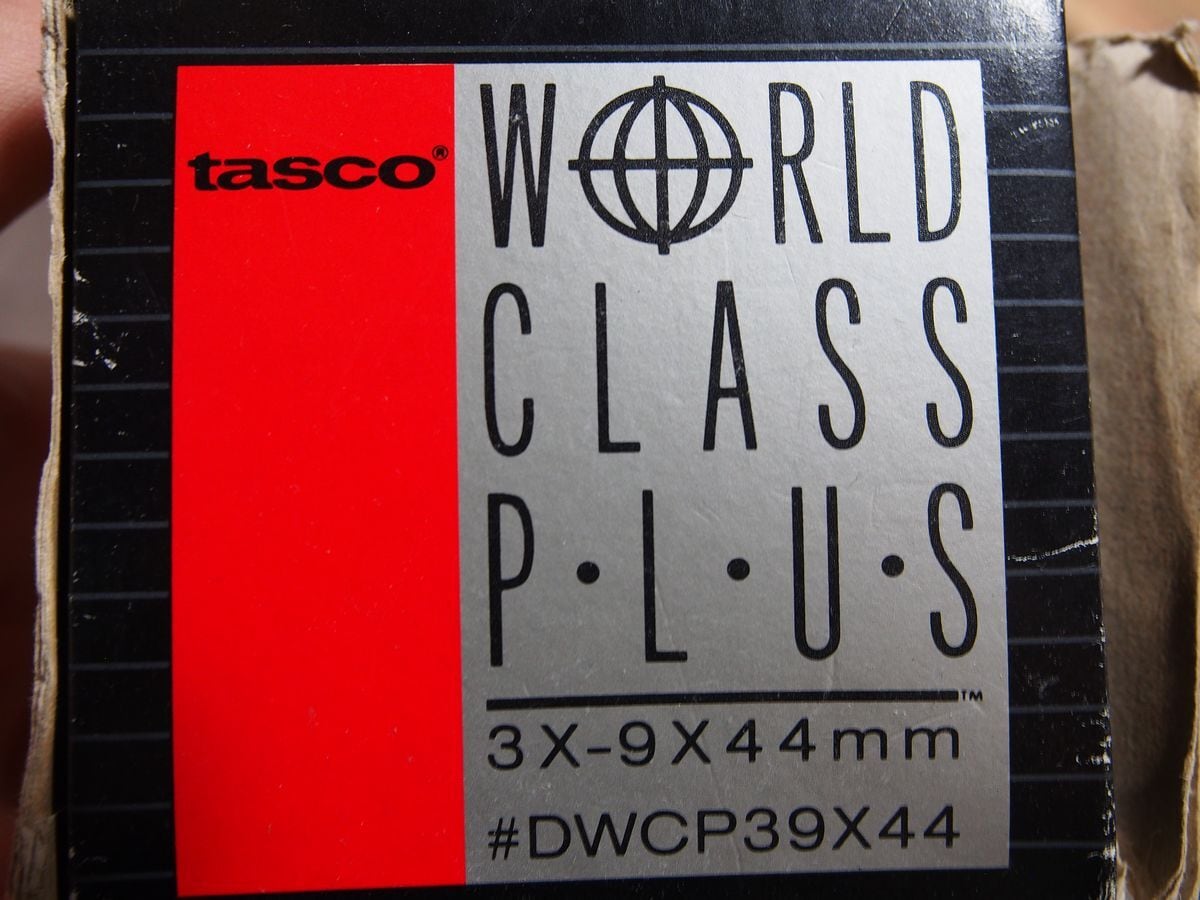 tasco®
WORLD
CLASS
P·L·U·S
™
3X-9X44mm
#DWCP39X44